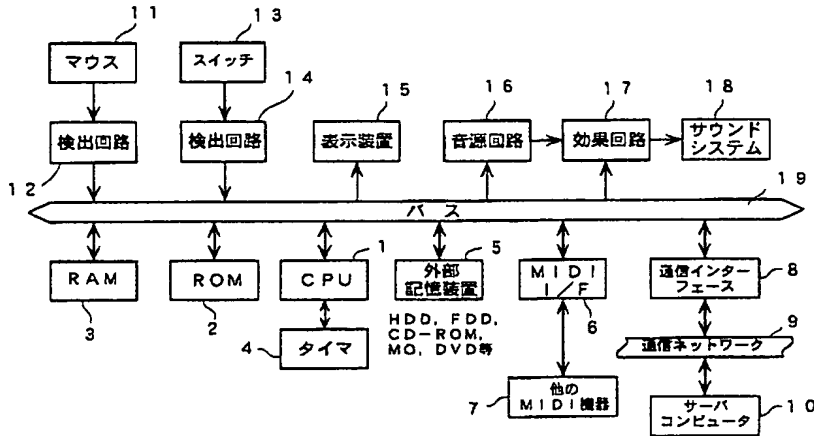 １１
１３
マウス
スイッチ
１４
１５
１６
１７
１８
検出回路
検出回路
表示装置
音源回路
効果回路
サウンド
システム
１２
１９
バス
１
５
RAM
ROM
CPU
外部
記憶装置
MIDI
I／F
通信インター
フェース
８
３
２
６
９
４
タイマ
HDD, FDD,
CD-ROM,
MO, DVD等
通信ネットワーク
７
他の
MIDI機器
サーバ
コンピュータ
１０